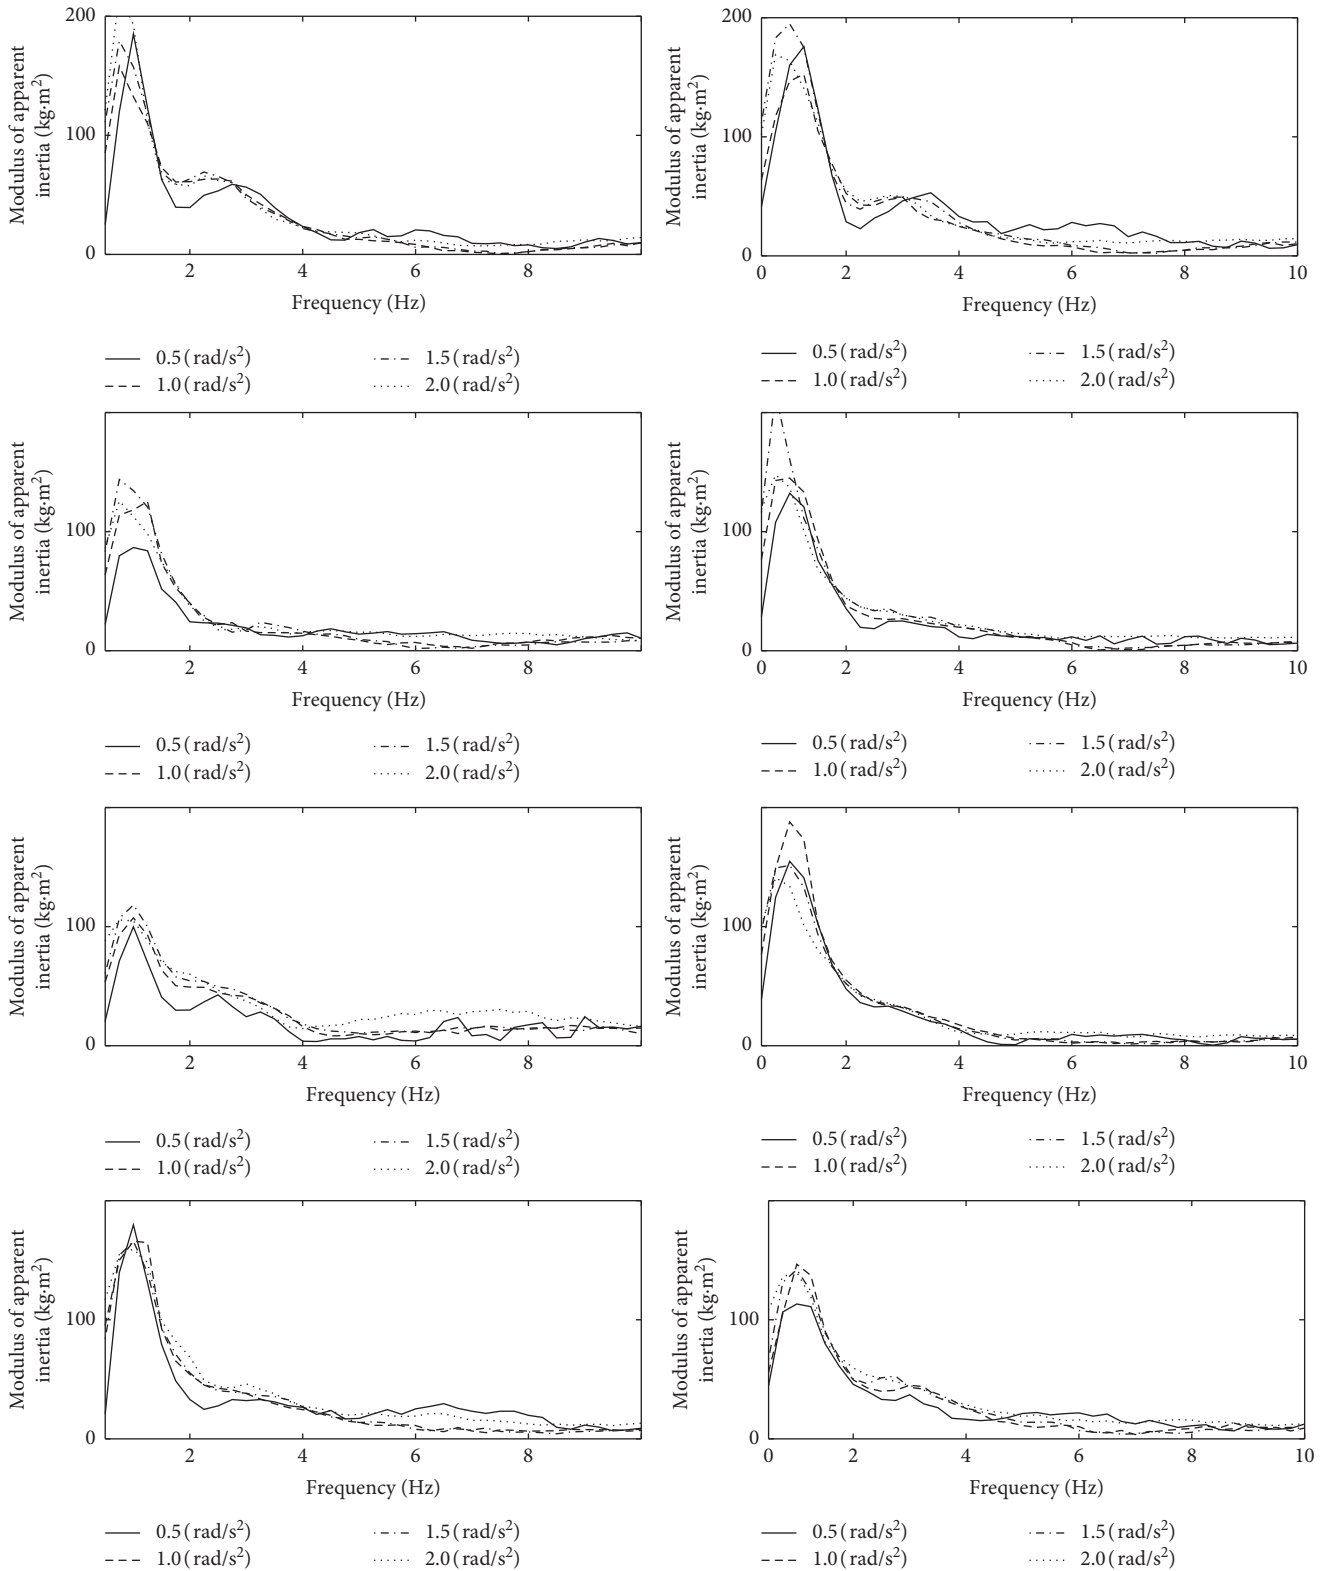 200
100
0
2 4 6 8
Modulus of apparent
inertia (kg·m²)
Frequency (Hz)
0.5 (rad/s²)
1.0 (rad/s²)
1.5 (rad/s²)
2.0 (rad/s²)
200
100
0
0 2 4 6 8 10
Modulus of apparent
inertia (kg·m²)
Frequency (Hz)
0.5 (rad/s²)
1.0 (rad/s²)
1.5 (rad/s²)
2.0 (rad/s²)
100
0
2 4 6 8
Modulus of apparent
inertia (kg·m²)
Frequency (Hz)
0.5 (rad/s²)
1.0 (rad/s²)
1.5 (rad/s²)
2.0 (rad/s²)
100
0
0 2 4 6 8 10
Modulus of apparent
inertia (kg·m²)
Frequency (Hz)
0.5 (rad/s²)
1.0 (rad/s²)
1.5 (rad/s²)
2.0 (rad/s²)
100
0
2 4 6 8
Modulus of apparent
inertia (kg·m²)
Frequency (Hz)
0.5 (rad/s²)
1.0 (rad/s²)
1.5 (rad/s²)
2.0 (rad/s²)
100
0
0 2 4 6 8 10
Modulus of apparent
inertia (kg·m²)
Frequency (Hz)
0.5 (rad/s²)
1.0 (rad/s²)
1.5 (rad/s²)
2.0 (rad/s²)
100
0
2 4 6 8
Modulus of apparent
inertia (kg·m²)
Frequency (Hz)
0.5 (rad/s²)
1.0 (rad/s²)
1.5 (rad/s²)
2.0 (rad/s²)
100
0
0 2 4 6 8 10
Modulus of apparent
inertia (kg·m²)
Frequency (Hz)
0.5 (rad/s²)
1.0 (rad/s²)
1.5 (rad/s²)
2.0 (rad/s²)